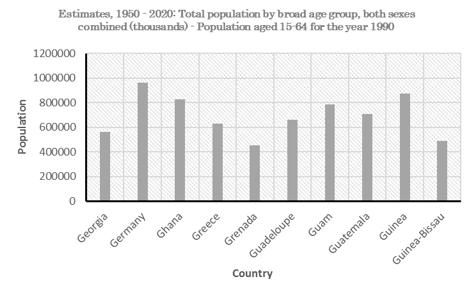 Estimates, 1950 - 2020: Total population by broad age group, both sexes
combined (thousands) - Population aged 15-64 for the year 1990
1200000
1000000
800000
600000
400000
200000
0
Population
Georgia
Germany
Ghana
Greece
Grenada
Guadeloupe
Guam
Guatemala
Guinea
Guinea-Bissau
Country